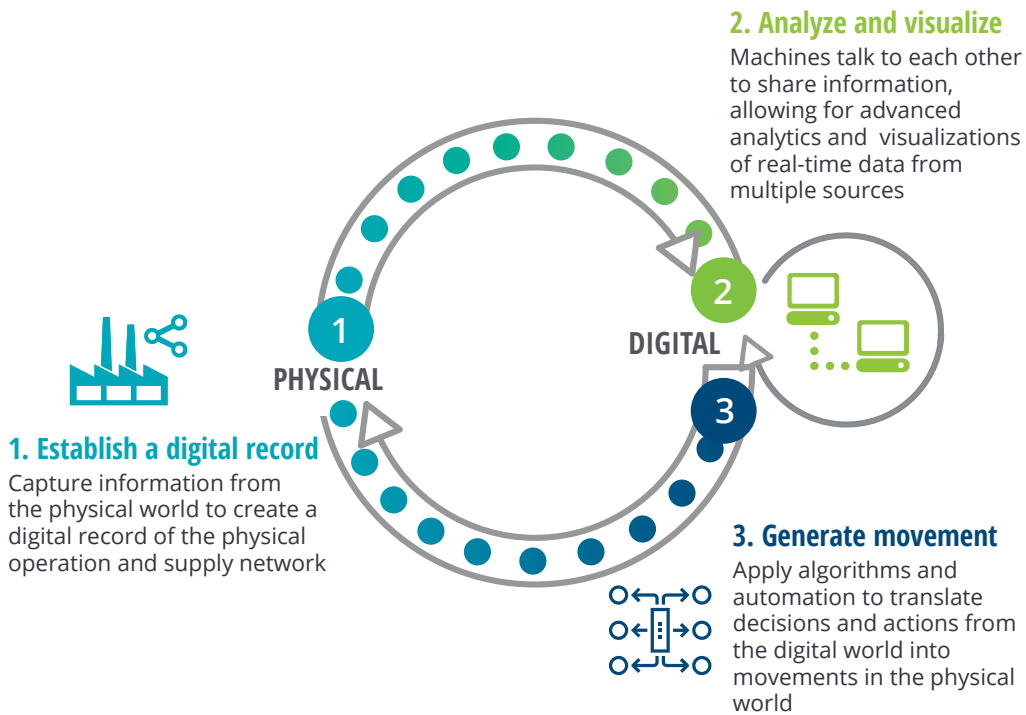 2. Analyze and visualize
Machines talk to each other
to share information,
allowing for advanced
analytics and  visualizations
of real-time data from
multiple sources
1
PHYSICAL
2
DIGITAL
3
1. Establish a digital record
Capture information from
the physical world to create a
digital record of the physical
operation and supply network
3. Generate movement
Apply algorithms and
automation to translate
decisions and actions from
the digital world into
movements in the physical
world